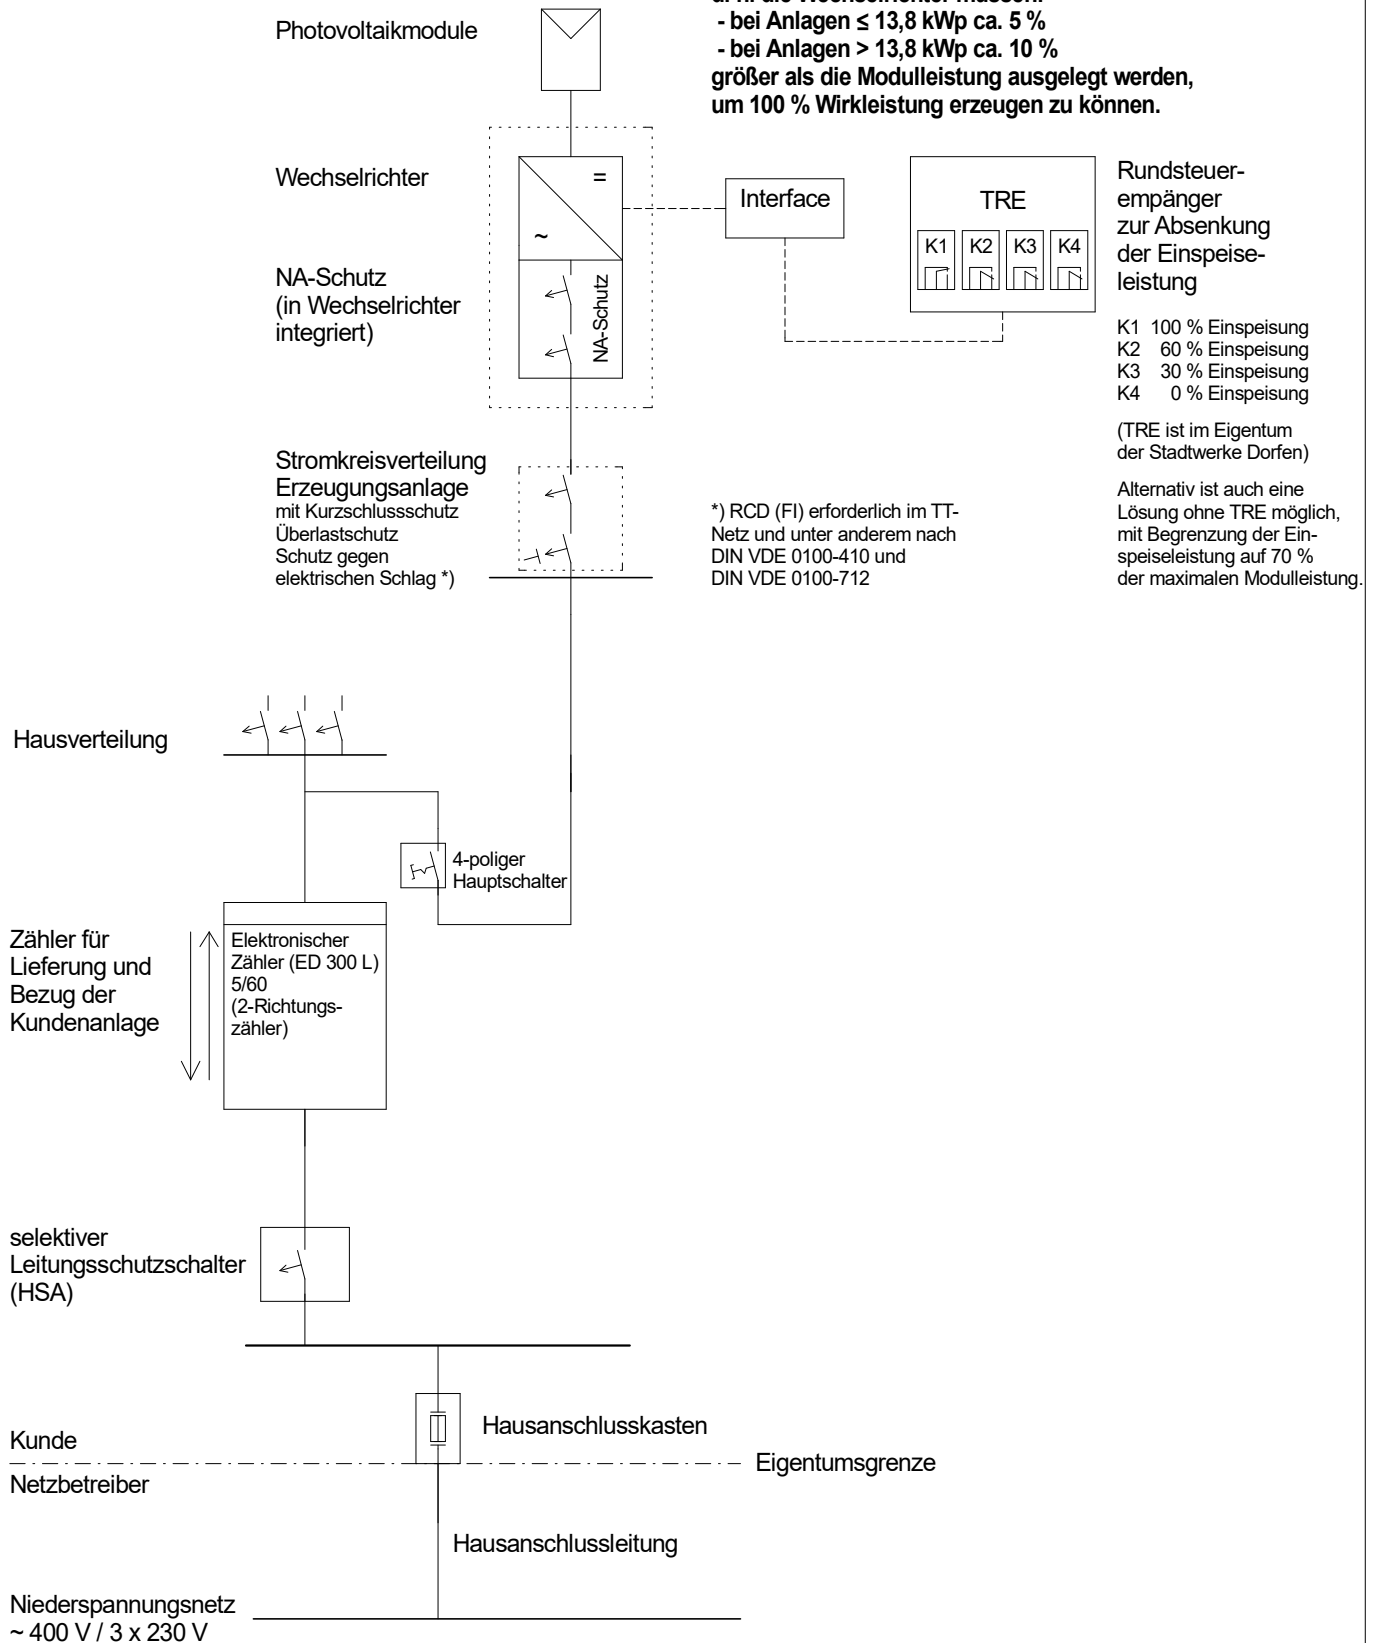 Photovoltaikmodule
- bei Anlagen ≤ 13,8 kWp ca. 5 %
- bei Anlagen > 13,8 kWp ca. 10 %
größer als die Modulleistung ausgelegt werden,
um 100 % Wirkleistung erzeugen zu können.
Wechselrichter
=
~
NA-Schutz
(in Wechselrichter
integriert)
NA-Schutz
Interface
TRE
K1 K2 K3 K4
Rundsteuer-
empänger
zur Absenkung
der Einspeise-
leistung
K1 100 % Einspeisung
K2 60 % Einspeisung
K3 30 % Einspeisung
K4 0 % Einspeisung
(TRE ist im Eigentum
der Stadtwerke Dorfen)
Alternativ ist auch eine
Lösung ohne TRE möglich,
mit Begrenzung der Ein-
speiseleistung auf 70 %
der maximalen Modulleistung.
Stromkreisverteilung
Erzeugungsanlage
mit Kurzschlussschutz
Überlastschutz
Schutz gegen
elektrischen Schlag *)
*) RCD (FI) erforderlich im TT-
Netz und unter anderem nach
DIN VDE 0100-410 und
DIN VDE 0100-712
Hausverteilung
4-poliger
Hauptschalter
Zähler für
Lieferung und
Bezug der
Kundenanlage
Elektronischer
Zähler (ED 300 L)
5/60
(2-Richtungs-
zähler)
selektiver
Leitungsschutzschalter
(HSA)
Hausanschlusskasten
Kunde
Eigentumsgrenze
Netzbetreiber
Hausanschlussleitung
Niederspannungsnetz
~ 400 V / 3 x 230 V